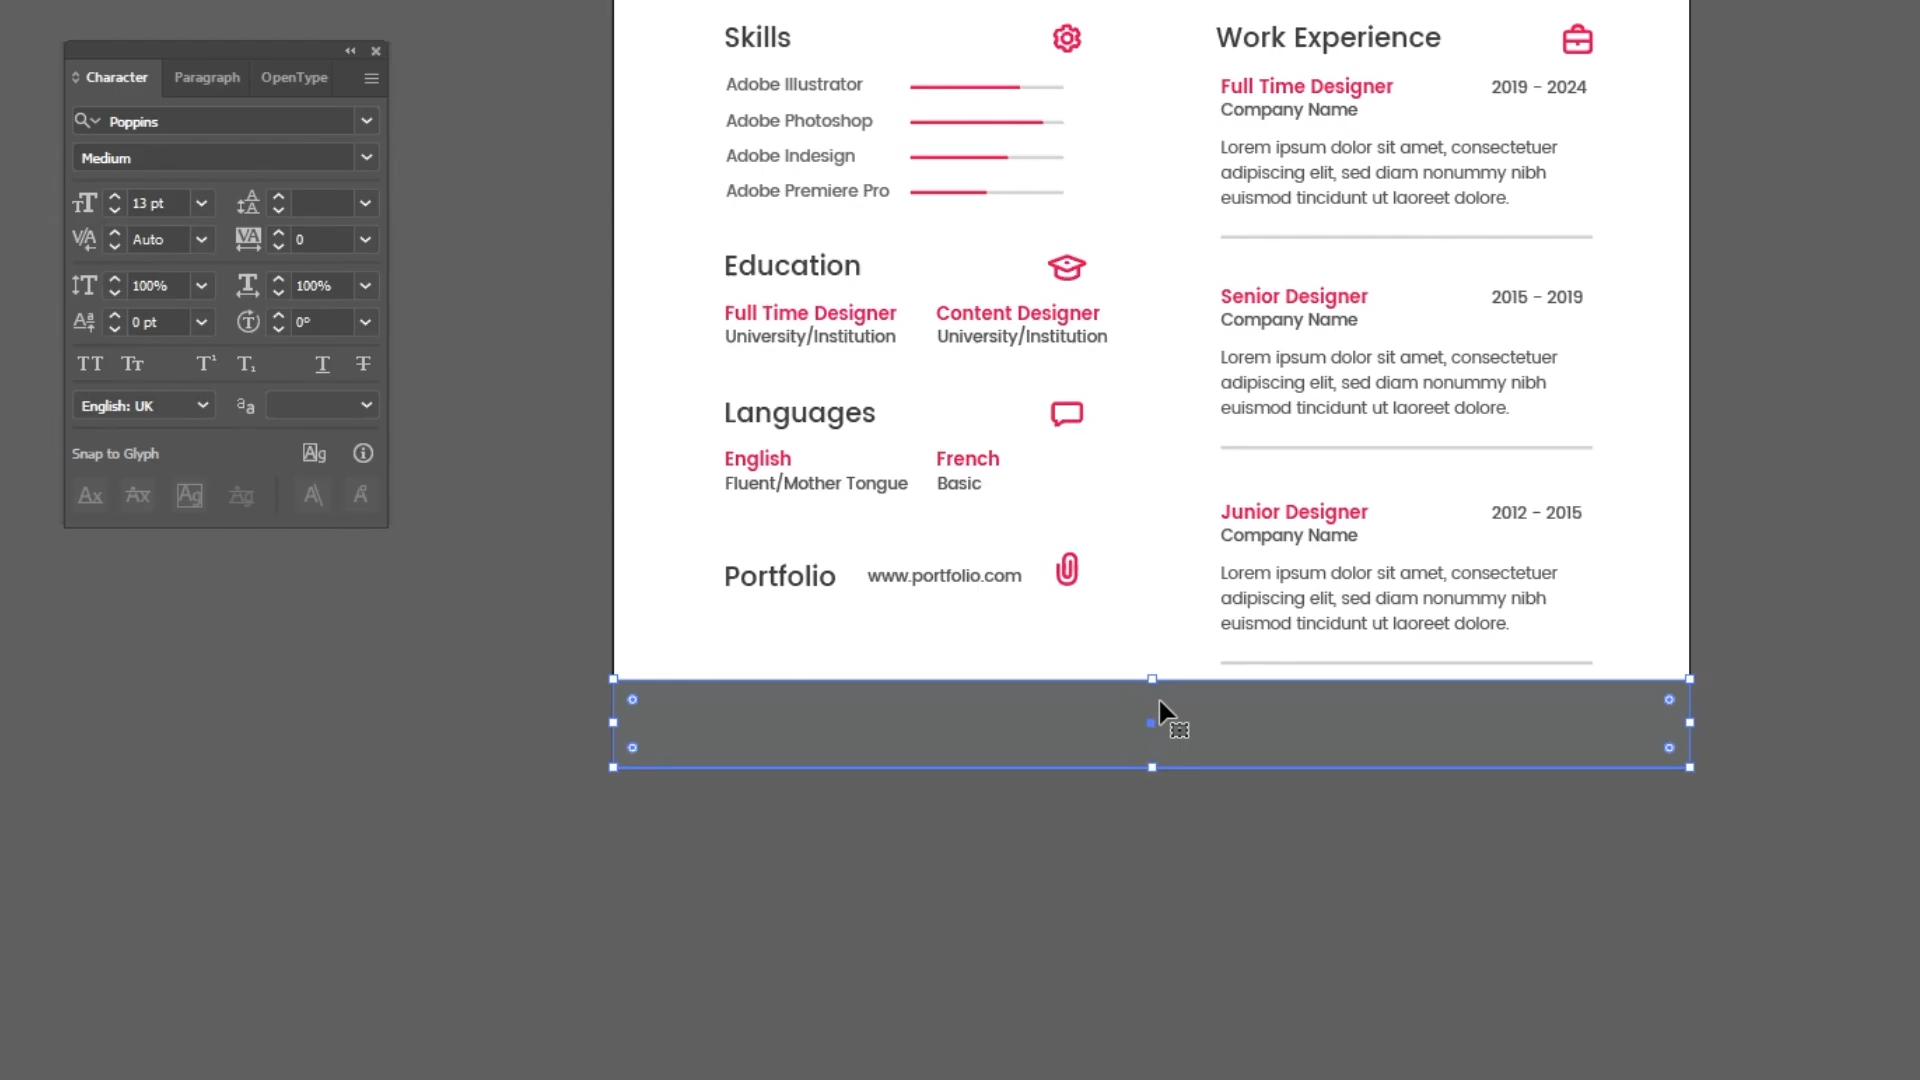 Character Paragraph OpenType
Poppins
Medium
13 pt
Auto 0
100% 100%
0 pt 0°
English: UK
Snap to Glyph
Skills
Adobe Illustrator
Adobe Photoshop
Adobe Indesign
Adobe Premiere Pro
Education
Full Time Designer
University/Institution
Content Designer
University/Institution
Languages
English
Fluent/Mother Tongue
French
Basic
Portfolio www.portfolio.com
Work Experience
Full Time Designer 2019 - 2024
Company Name
Lorem ipsum dolor sit amet, consectetuer
adipiscing elit, sed diam nonummy nibh
euismod tincidunt ut laoreet dolore.
Senior Designer 2015 - 2019
Company Name
Lorem ipsum dolor sit amet, consectetuer
adipiscing elit, sed diam nonummy nibh
euismod tincidunt ut laoreet dolore.
Junior Designer 2012 - 2015
Company Name
Lorem ipsum dolor sit amet, consectetuer
adipiscing elit, sed diam nonummy nibh
euismod tincidunt ut laoreet dolore.